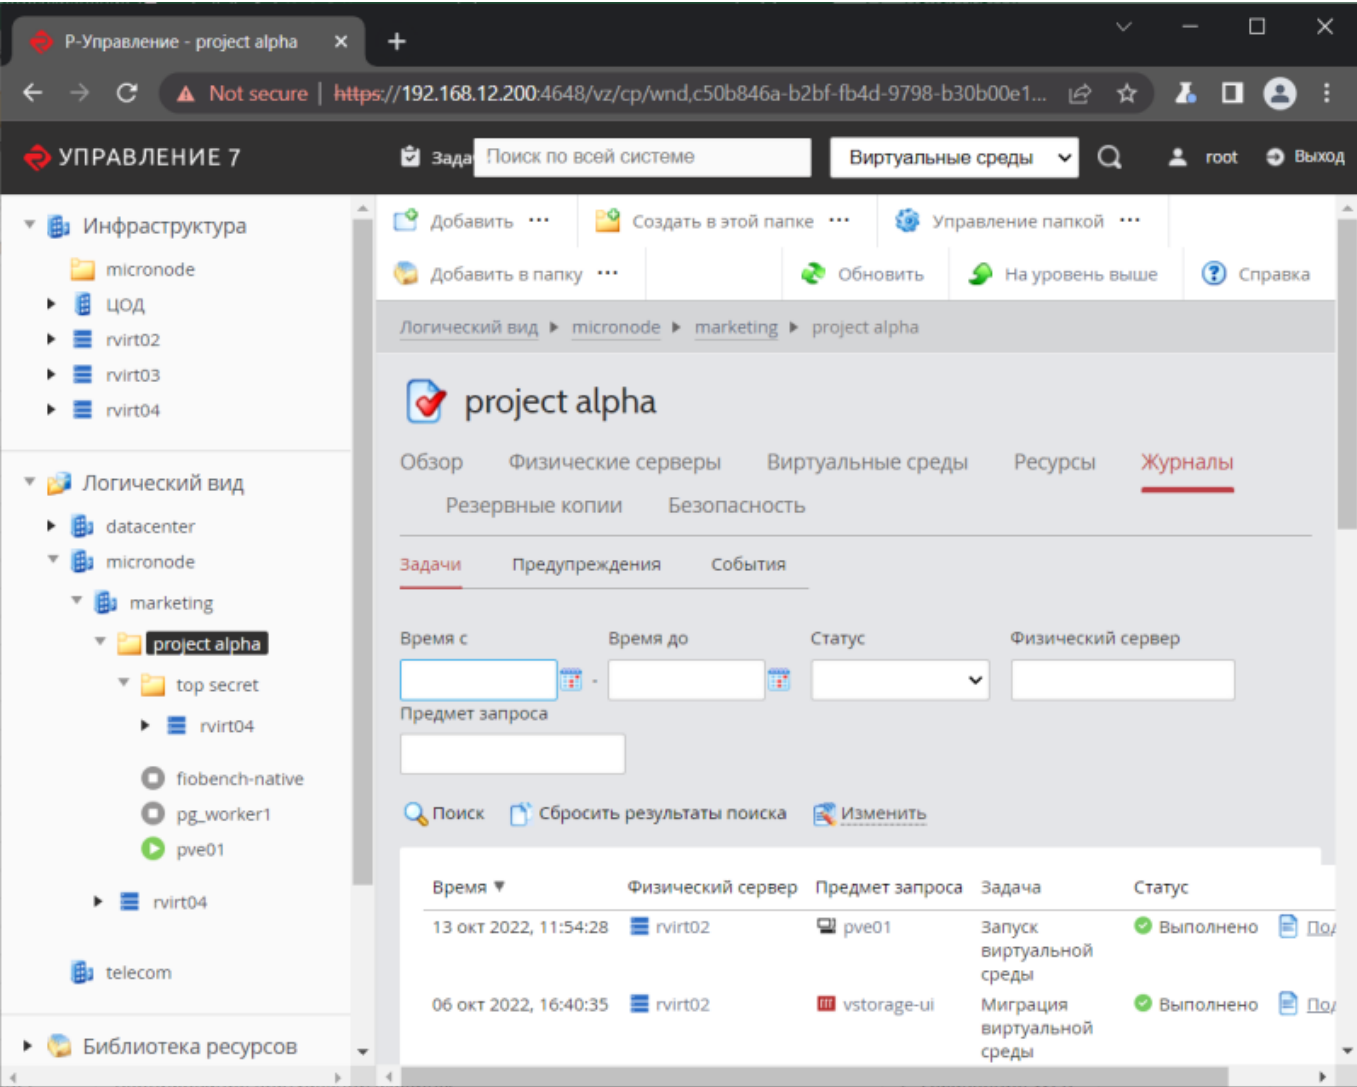 Р-Управление - project alpha
Not secure | https://192.168.12.200:4648/vz/cp/wnd,c50b846a-b2bf-fb4d-9798-b30b00e1...
УПРАВЛЕНИЕ 7
Зада
Поиск по всей системе
Виртуальные среды
root
Выход
Инфраструктура
micronode
ЦОД
rvirt02
rvirt03
rvirt04
Логический вид
datacenter
micronode
marketing
project alpha
top secret
rvirt04
fiobench-native
pg_worker1
pve01
rvirt04
telecom
Библиотека ресурсов
Добавить ... Создать в этой папке ... Управление папкой ...
Добавить в папку ... Обновить На уровень выше Справка
Логический вид micronode marketing project alpha
project alpha
Обзор Физические серверы Виртуальные среды Ресурсы Журналы
Резервные копии Безопасность
Задачи Предупреждения События
Время с Время до Статус Физический сервер
-
Предмет запроса
Поиск Сбросить результаты поиска Изменить
Время Физический сервер Предмет запроса Задача Статус
13 окт 2022, 11:54:28 rvirt02 pve01 Запуск Выполнено Под
виртуальной
среды
06 окт 2022, 16:40:35 rvirt02 vstorage-ui Миграция Выполнено Под
виртуальной
среды